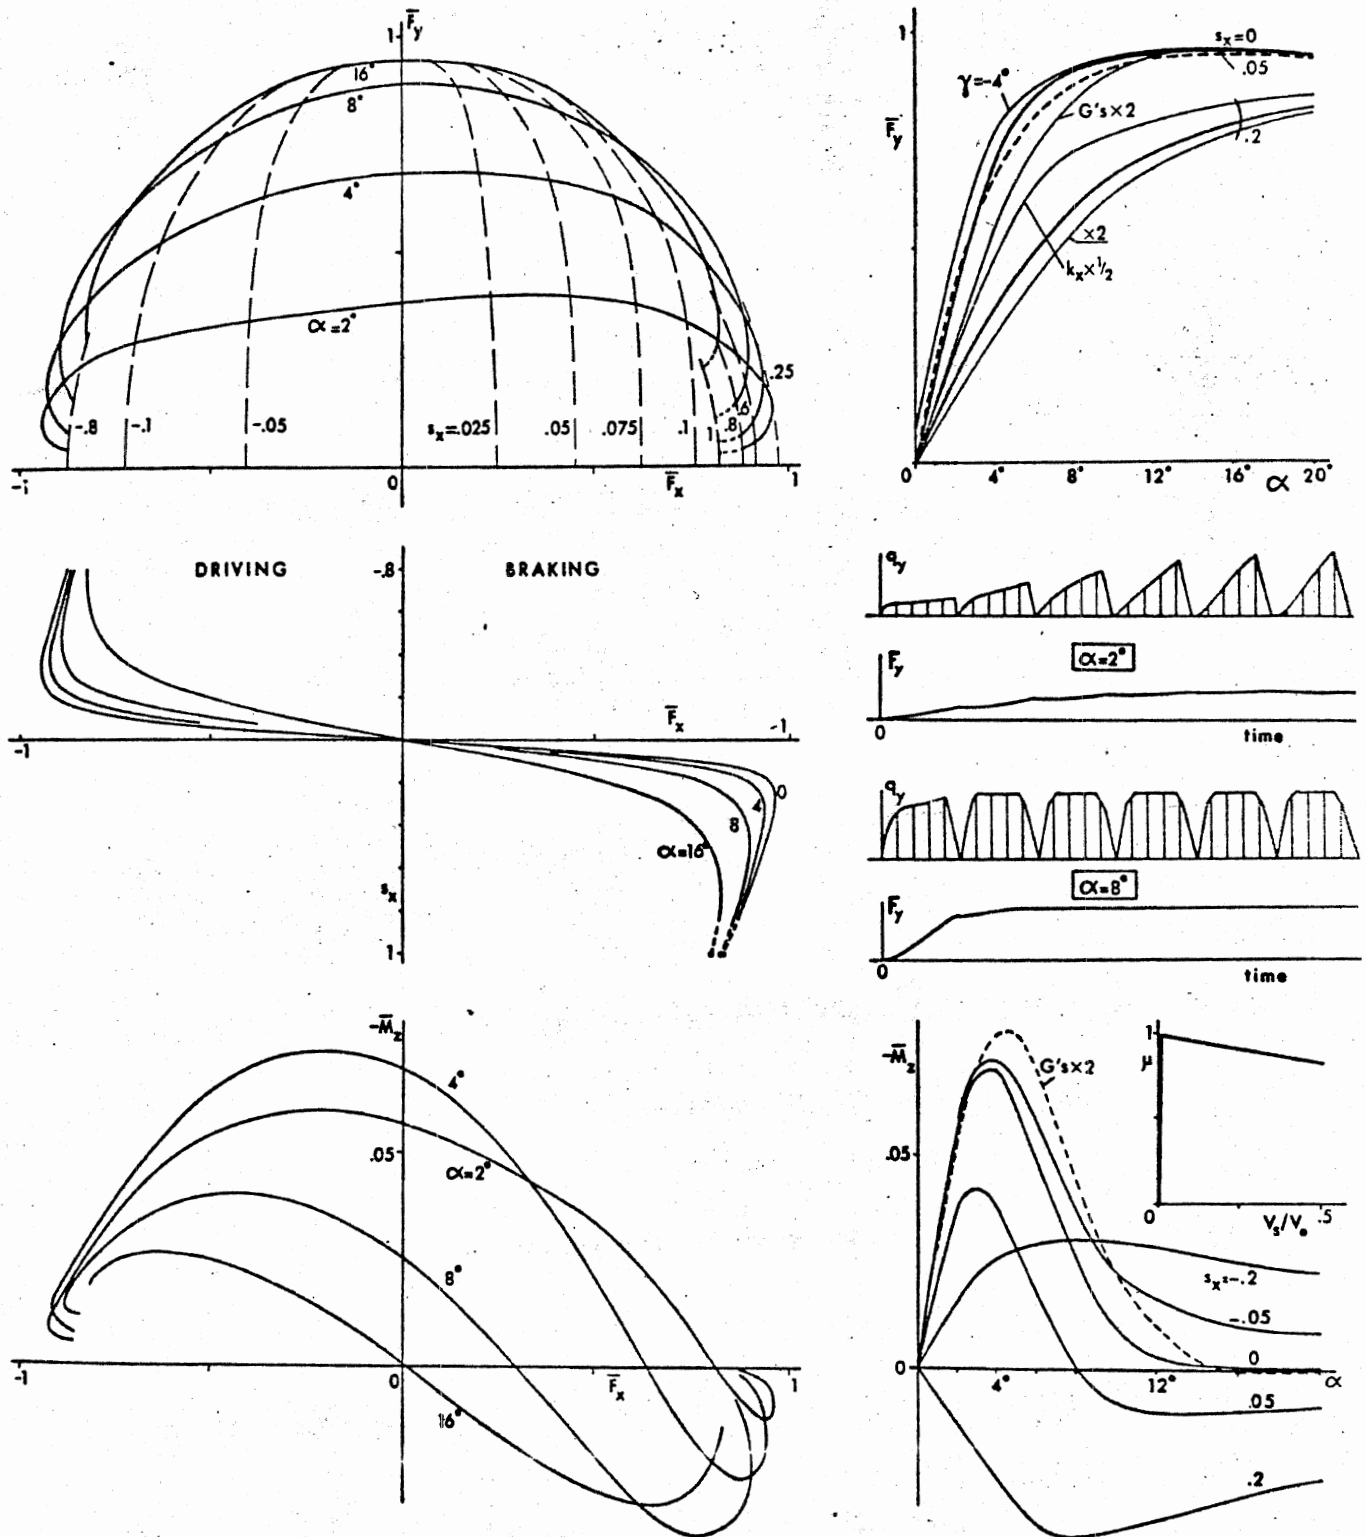 F̄y
1
16°
8°
4°
α=2°
-.8
-.1
-.05
sx=.025
.05
.075
.1
1
.8
.6
.25
-1
0
F̄x
1
1
sx=0
.05
γ=-4°
G's×2
F̄y
.2
×2
kx×1/2
0
4°
8°
12°
16°
20°
α
DRIVING
-.8
BRAKING
F̄x
-1
-1
0
4
8
α=16°
sx
1
qy
α=2°
F̄y
0
time
qy
α=8°
F̄y
0
time
-M̄z
4°
.05
α=2°
8°
-1
0
F̄x
1
16°
-M̄z
G's×2
1
μ
.05
0
Vs/V₀
.5
sx=-.2
-.05
0
0
4°
12°
α
.05
.2